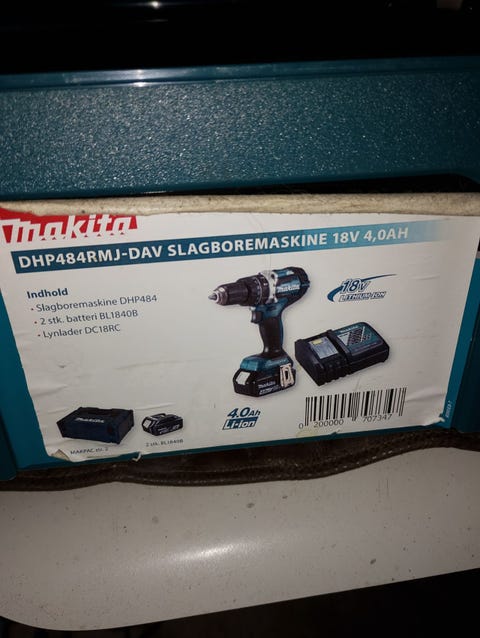 makita
DHP484RMJ-DAV SLAGBOREMASKINE 18V 4,0AH
Indhold
• Slagboremaskine DHP484
• 2 stk. batteri BL1840B
• Lynlader DC18RC
18V
LITHIUM-ION
4.0Ah
Li-ion
MAKPAC str. 2
2 stk. BL1840B
0 200000 707347